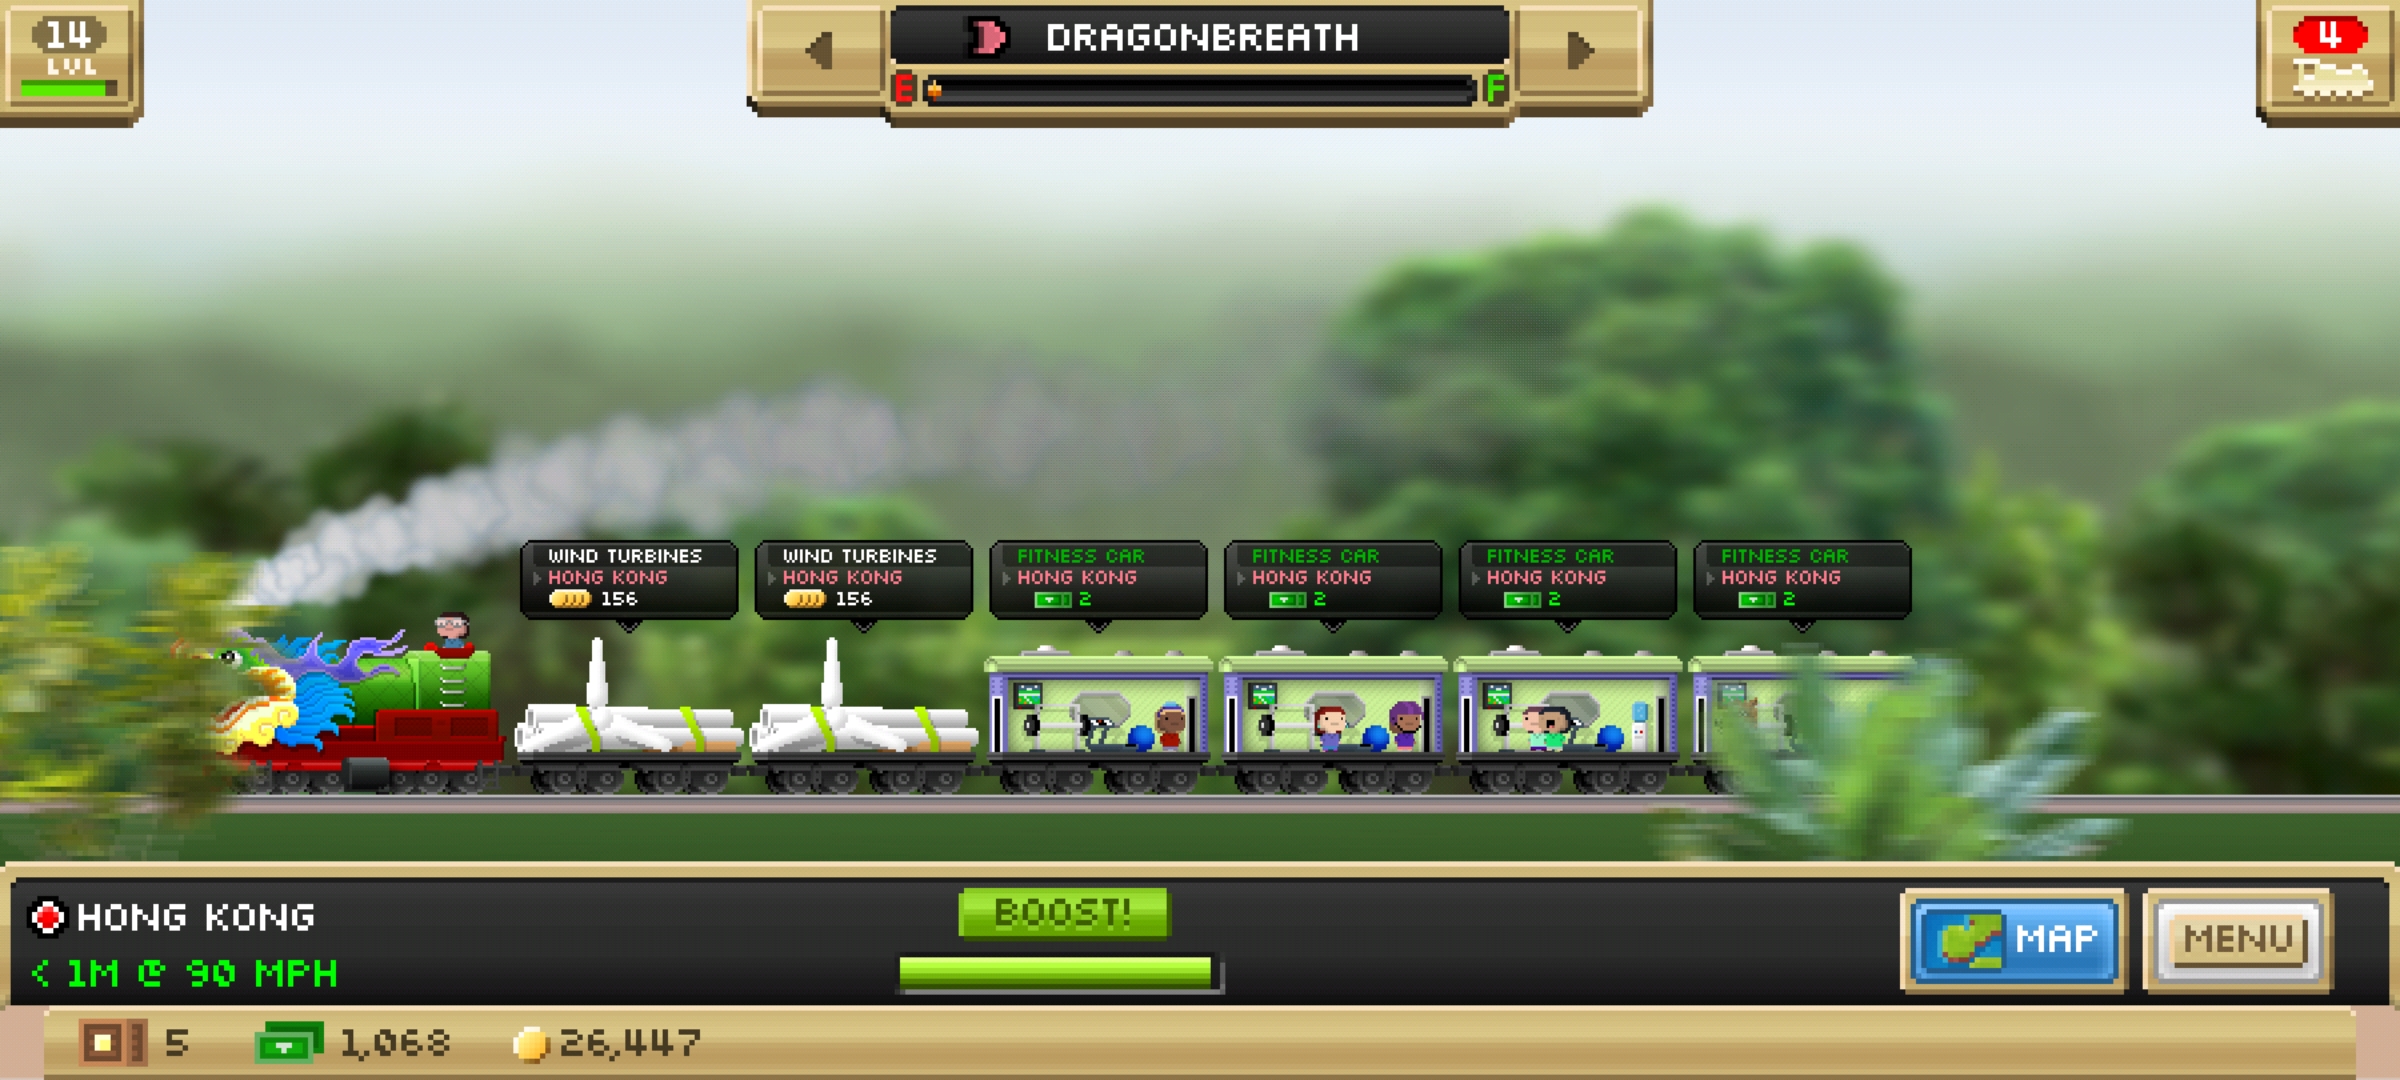 14
LVL
DRAGONBREATH
E F
4
WIND TURBINES
HONG KONG
156
WIND TURBINES
HONG KONG
156
FITNESS CAR
HONG KONG
2
FITNESS CAR
HONG KONG
2
FITNESS CAR
HONG KONG
2
FITNESS CAR
HONG KONG
2
HONG KONG
< 1M @ 90 MPH
BOOST!
MAP
MENU
5
1,068
26,447